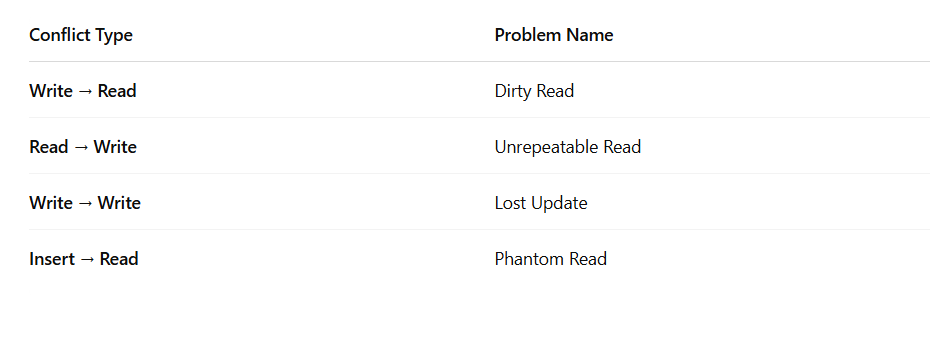 Conflict Type Problem Name
Write → Read Dirty Read
Read → Write Unrepeatable Read
Write → Write Lost Update
Insert → Read Phantom Read